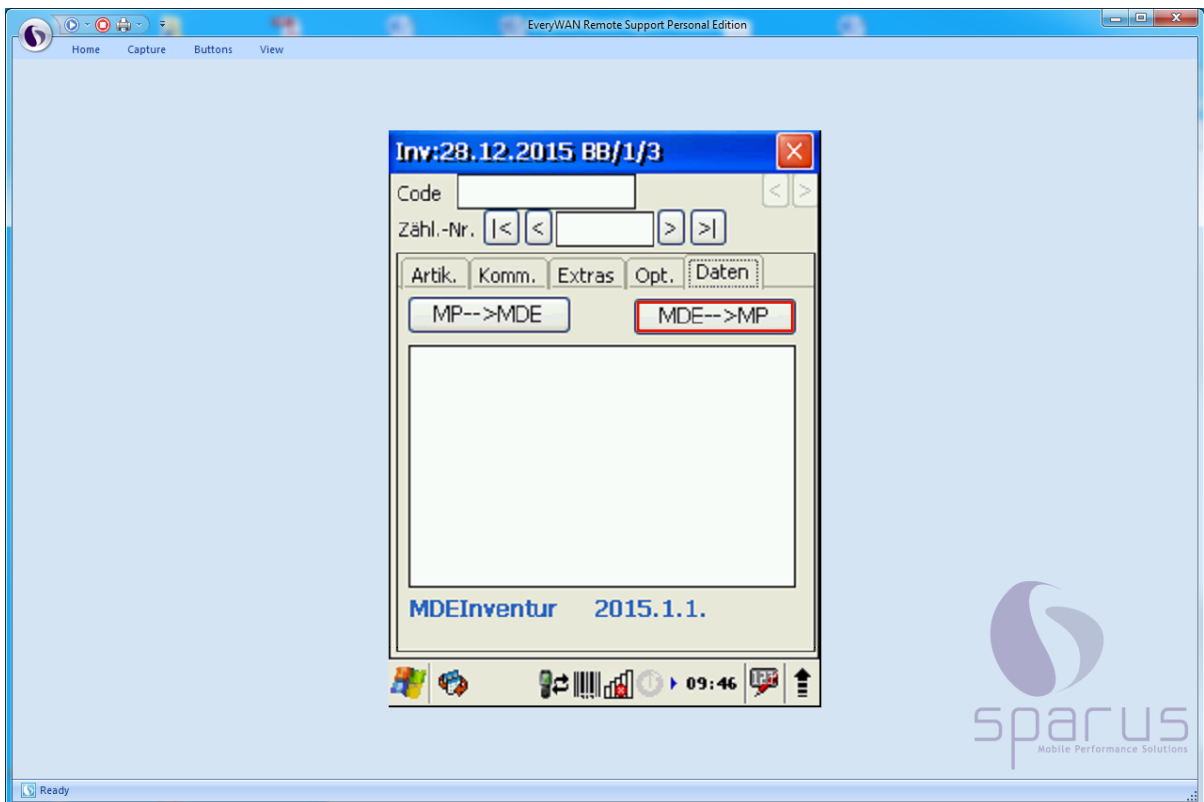 EveryWAN Remote Support Personal Edition
Home Capture Buttons View
Inv:28.12.2015 BB/1/3
Code < >
Zähl.-Nr. |< < > >|
Artik. Komm. Extras Opt. Daten
MP-->MDE MDE-->MP
MDEInventur 2015.1.1.
09:46
sparus
Mobile Performance Solutions
Ready